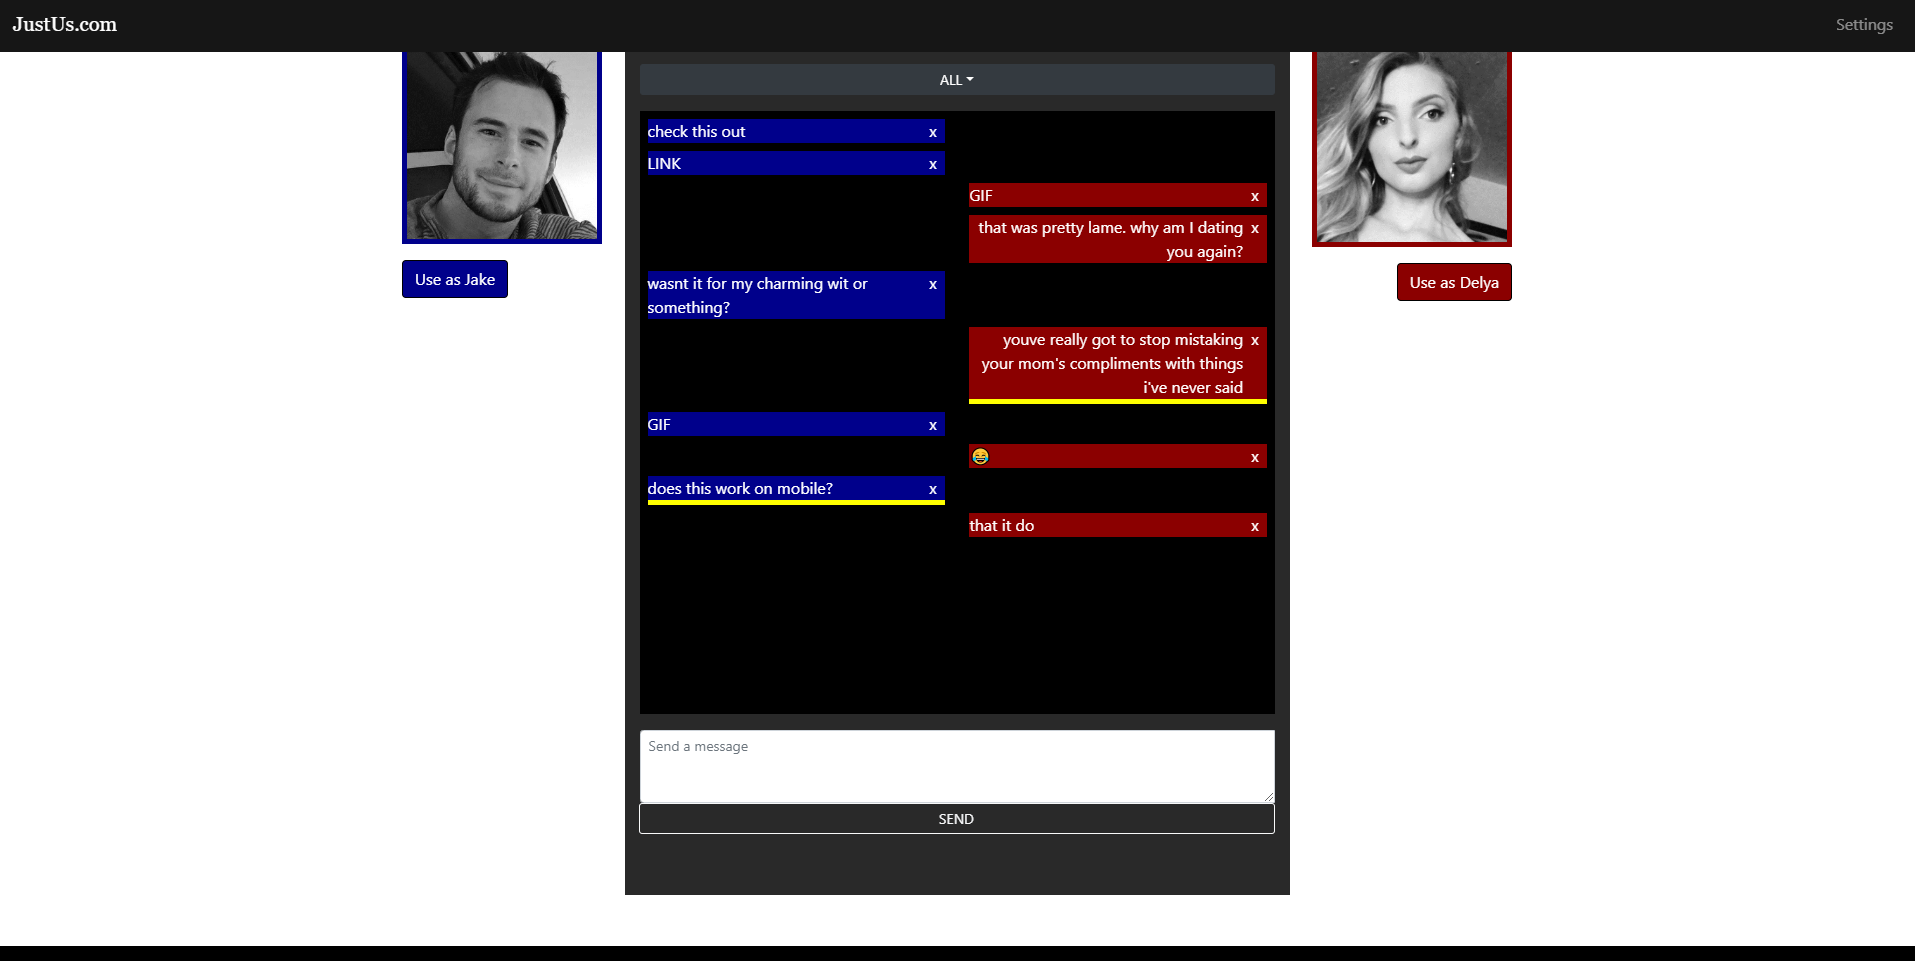 JustUs.com
Settings
ALL
check this out x
LINK x
GIF x
that was pretty lame. why am I dating x
you again?
Use as Jake
Use as Delya
wasnt it for my charming wit or x
something?
youve really got to stop mistaking x
your mom's compliments with things
i've never said
GIF x
😂 x
does this work on mobile? x
that it do x
Send a message
SEND